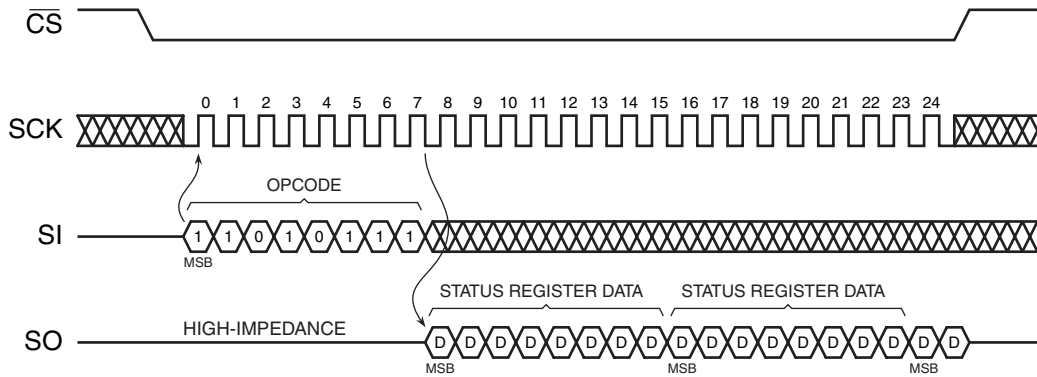 CS
SCK 0 1 2 3 4 5 6 7 8 9 10 11 12 13 14 15 16 17 18 19 20 21 22 23 24
OPCODE
SI 1 1 0 1 0 1 1 1
MSB
STATUS REGISTER DATA STATUS REGISTER DATA
HIGH-IMPEDANCE
SO D D D D D D D D D D D D D D D D D D
MSB MSB MSB